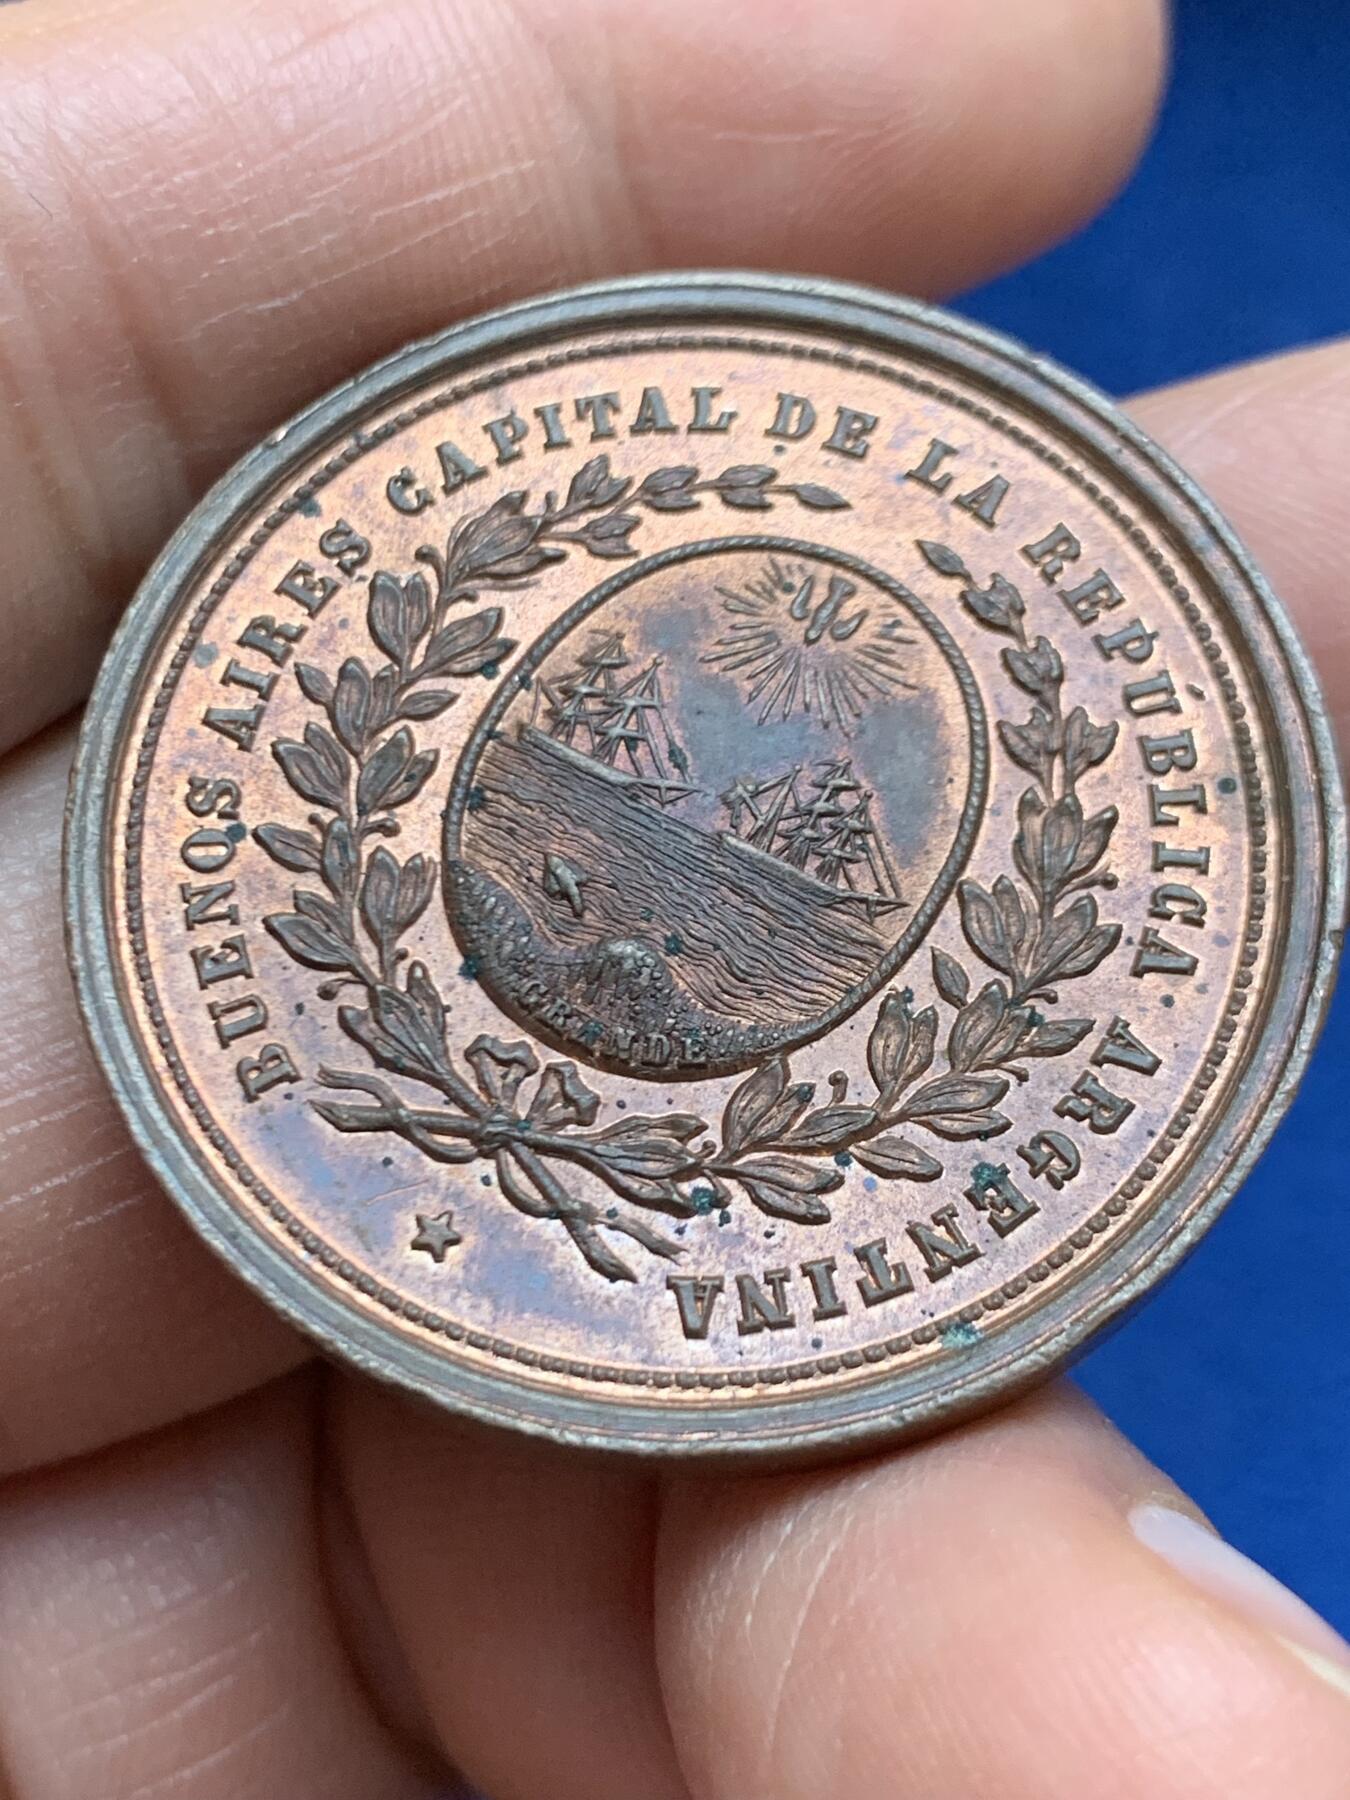 BUENOS AIRES CAPITAL DE LA REPÚBLICA ARGENTINA
GRANDE